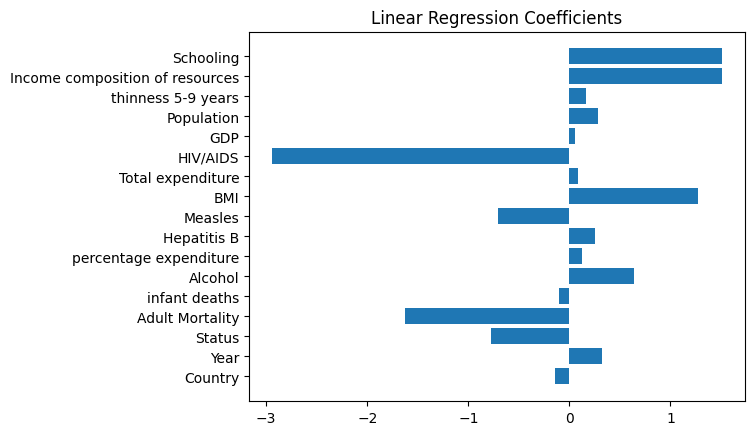 Linear Regression Coefficients
Schooling
Income composition of resources
thinness 5-9 years
Population
GDP
HIV/AIDS
Total expenditure
BMI
Measles
Hepatitis B
percentage expenditure
Alcohol
infant deaths
Adult Mortality
Status
Year
Country
−3 −2 −1 0 1